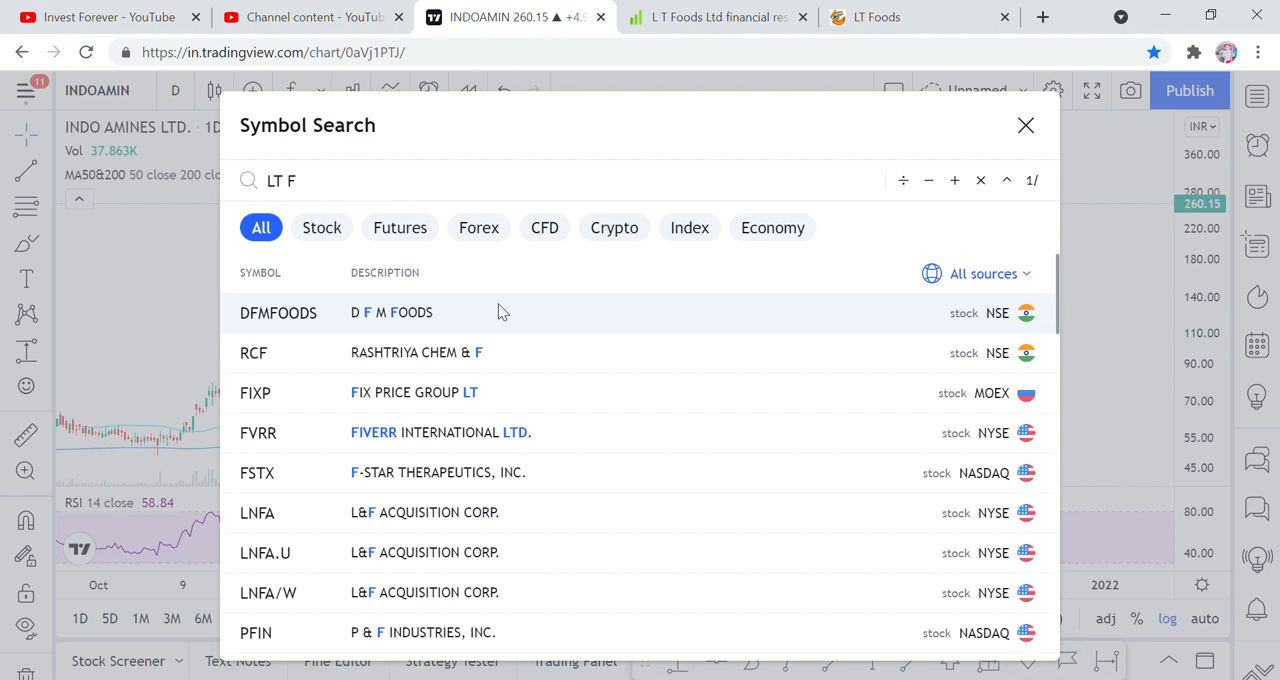 Invest Forever - YouTube
Channel content - YouTub
INDOAMIN 260.15 ▲ +4.9
L T Foods Ltd financial res
LT Foods
https://in.tradingview.com/chart/0aVj1PTJ/
11
INDOAMIN
D
Unnamed
Publish
Symbol Search
INDO AMINES LTD. · 1D
INR
Vol 37.863K
360.00
MA50&200 50 close 200 clo
LT F
÷ − + × ^ 1/
280.00
260.15
220.00
All Stock Futures Forex CFD Crypto Index Economy
180.00
SYMBOL DESCRIPTION All sources
140.00
DFMFOODS D F M FOODS stock NSE
110.00
RCF RASHTRIYA CHEM & F stock NSE
90.00
FIXP FIX PRICE GROUP LT stock MOEX
70.00
FVRR FIVERR INTERNATIONAL LTD. stock NYSE
55.00
45.00
FSTX F-STAR THERAPEUTICS, INC. stock NASDAQ
RSI 14 close 58.84
LNFA L&F ACQUISITION CORP. stock NYSE
80.00
LNFA.U L&F ACQUISITION CORP. stock NYSE
40.00
Oct 9 2022
LNFA/W L&F ACQUISITION CORP. stock NYSE
1D 5D 1M 3M 6M
adj % log auto
PFIN P & F INDUSTRIES, INC. stock NASDAQ
Stock Screener Text Notes Pine Editor Strategy Tester Trading Panel